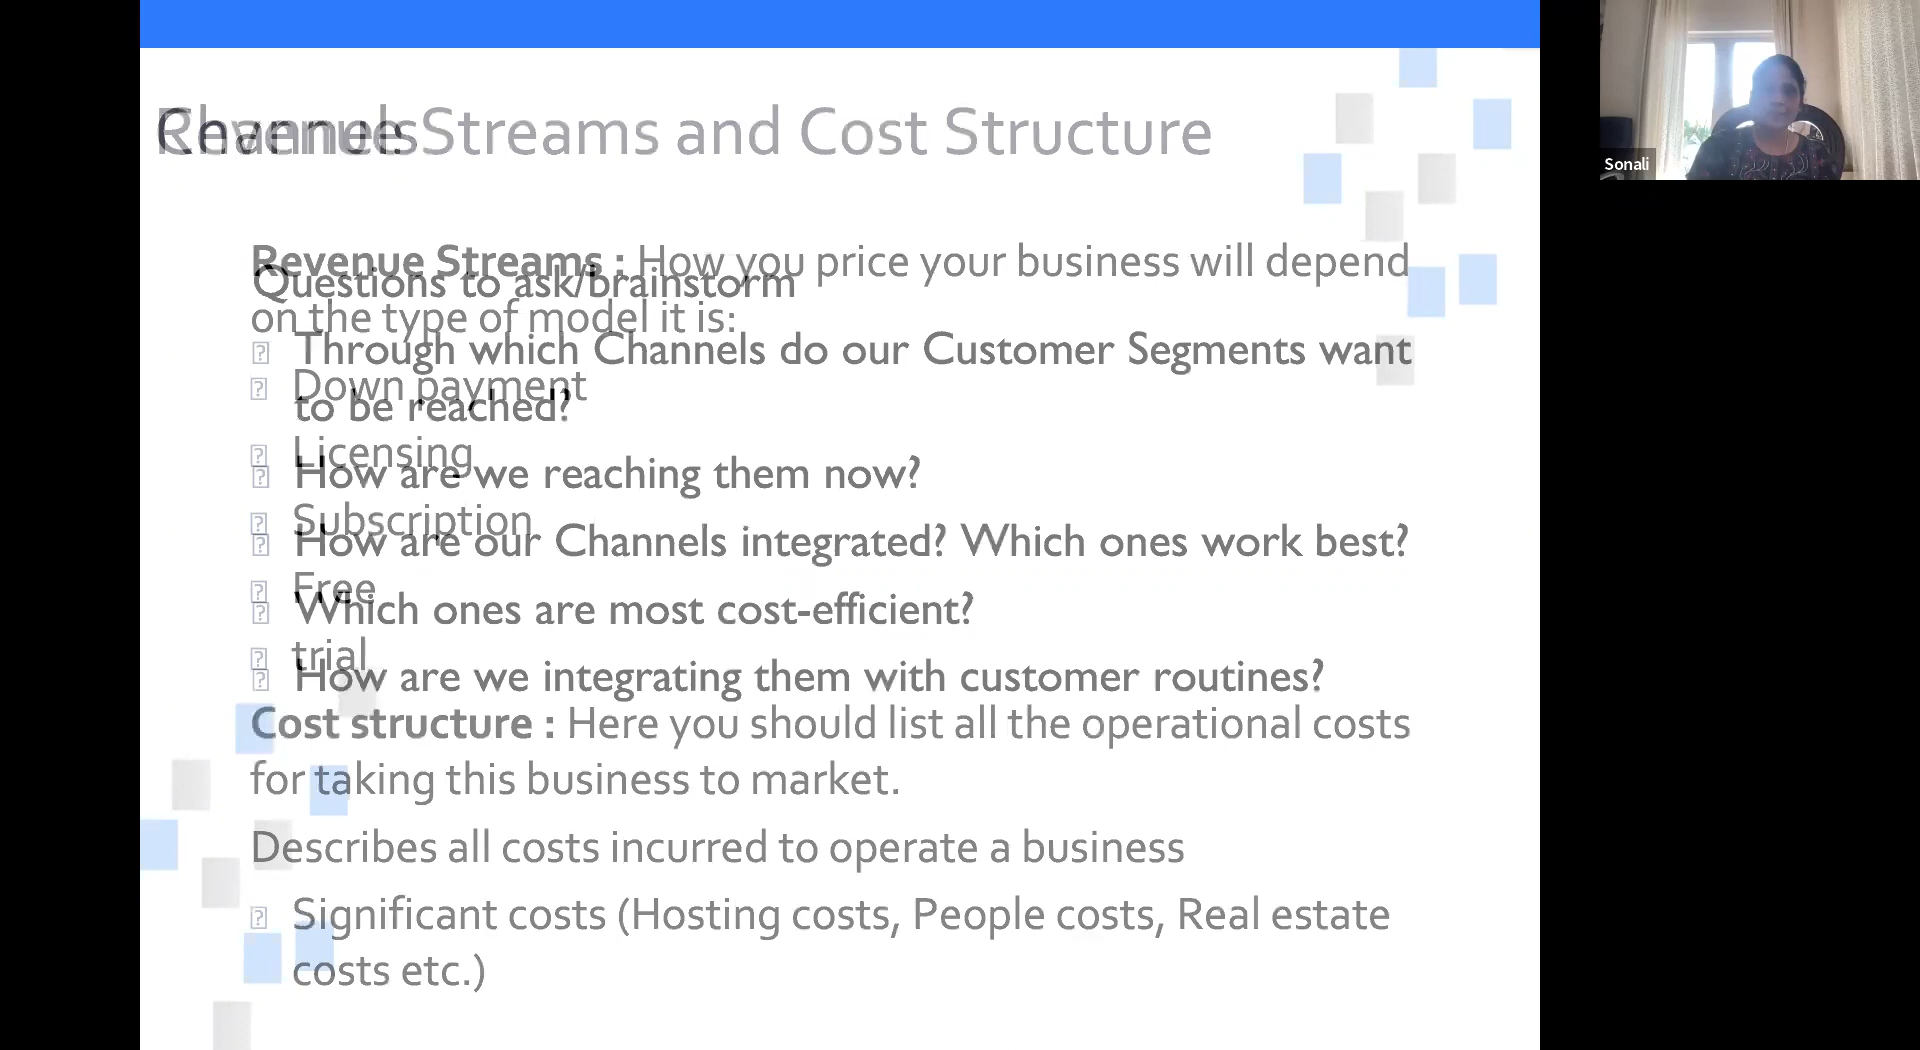 Channels
Revenue Streams and Cost Structure
Questions to ask/brainstorm
Through which Channels do our Customer Segments want
to be reached?
How are we reaching them now?
How are our Channels integrated? Which ones work best?
Which ones are most cost-efficient?
How are we integrating them with customer routines?
Revenue Streams : How you price your business will depend
on the type of model it is:
Down payment
Licensing
Subscription
Free
trial
Cost structure : Here you should list all the operational costs
for taking this business to market.
Describes all costs incurred to operate a business
Significant costs (Hosting costs, People costs, Real estate
costs etc.)
Sonali